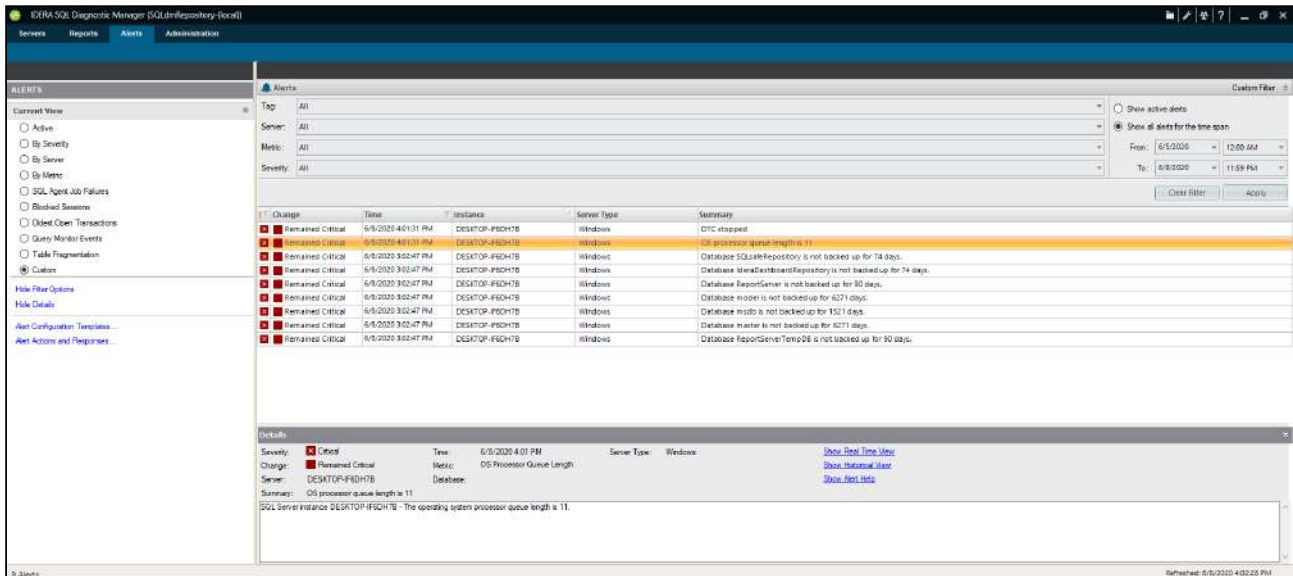 IDERA SQL Diagnostic Manager (SQLdmRepository-(local))
Servers Reports Alerts Administration
ALERTS
Current View
Active
By Severity
By Server
By Metric
SQL Agent Job Failures
Blocked Sessions
Oldest Open Transactions
Query Monitor Events
Table Fragmentation
Custom
Hide Filter Options
Hide Details
Alert Configuration Templates...
Alert Actions and Responses...
Alerts Custom Filter
Tag: All
Server: All
Metric: All
Severity: All
Show active alerts
Show all alerts for the time span
From: 6/5/2020 12:00 AM
To: 6/8/2020 11:59 PM
Clear Filter Apply
Change Time Instance Server Type Summary
Remained Critical 6/8/2020 4:01:31 PM DESKTOP-IF6DH7B Windows DTC stopped
Remained Critical 6/8/2020 4:01:31 PM DESKTOP-IF6DH7B Windows OS processor queue length is 11
Remained Critical 6/8/2020 3:02:47 PM DESKTOP-IF6DH7B Windows Database SQLsafeRepository is not backed up for 74 days.
Remained Critical 6/8/2020 3:02:47 PM DESKTOP-IF6DH7B Windows Database IderaDashboardRepository is not backed up for 74 days.
Remained Critical 6/8/2020 3:02:47 PM DESKTOP-IF6DH7B Windows Database ReportServer is not backed up for 90 days.
Remained Critical 6/8/2020 3:02:47 PM DESKTOP-IF6DH7B Windows Database model is not backed up for 6271 days.
Remained Critical 6/8/2020 3:02:47 PM DESKTOP-IF6DH7B Windows Database msdb is not backed up for 1521 days.
Remained Critical 6/8/2020 3:02:47 PM DESKTOP-IF6DH7B Windows Database master is not backed up for 6271 days.
Remained Critical 6/8/2020 3:02:47 PM DESKTOP-IF6DH7B Windows Database ReportServerTempDB is not backed up for 90 days.
Details
Severity: Critical Time: 6/8/2020 4:01 PM Server Type: Windows Show Real Time View
Change: Remained Critical Metric: OS Processor Queue Length Show Historical View
Server: DESKTOP-IF6DH7B Database: Show Alert Help
Summary: OS processor queue length is 11
SQL Server instance DESKTOP-IF6DH7B - The operating system processor queue length is 11.
9 Alerts Refreshed: 6/8/2020 4:02:28 PM